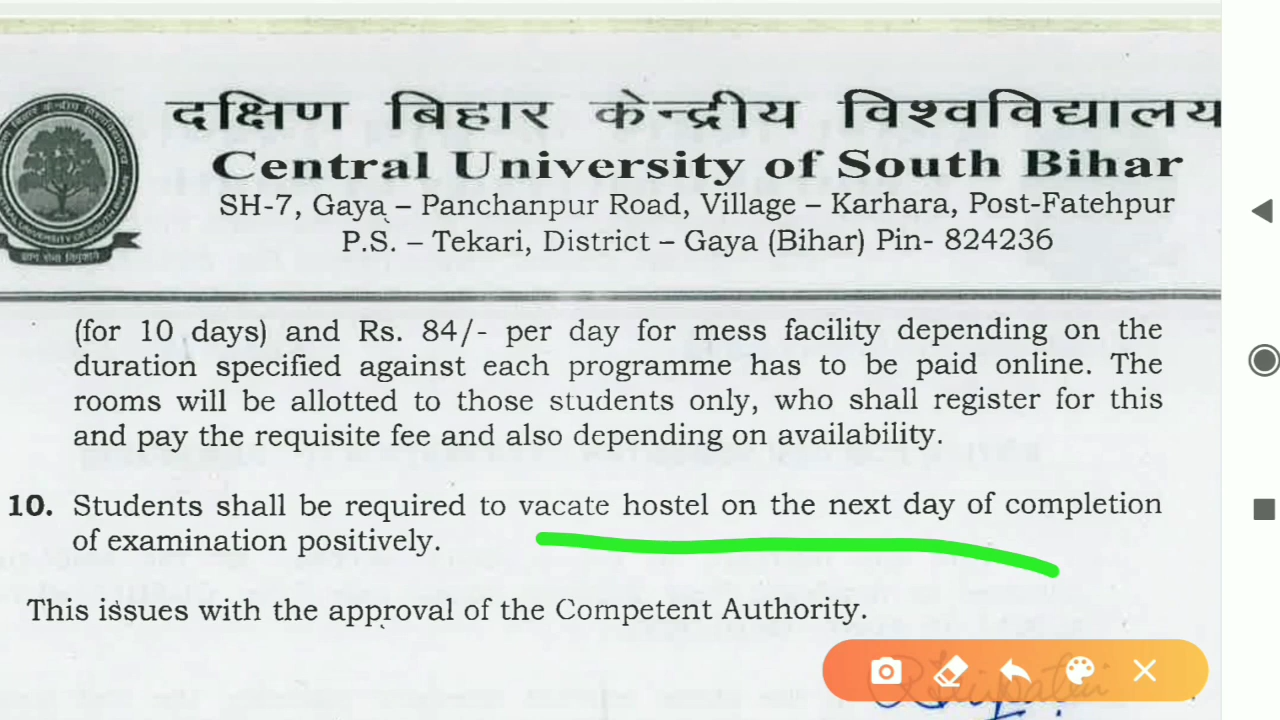 दक्षिण बिहार केन्द्रीय विश्वविद्यालय
Central University of South Bihar
SH-7, Gaya – Panchanpur Road, Village – Karhara, Post-Fatehpur
P.S. – Tekari, District – Gaya (Bihar) Pin- 824236
(for 10 days) and Rs. 84/- per day for mess facility depending on the
duration specified against each programme has to be paid online. The
rooms will be allotted to those students only, who shall register for this
and pay the requisite fee and also depending on availability.
10. Students shall be required to vacate hostel on the next day of completion
of examination positively.
This issues with the approval of the Competent Authority.